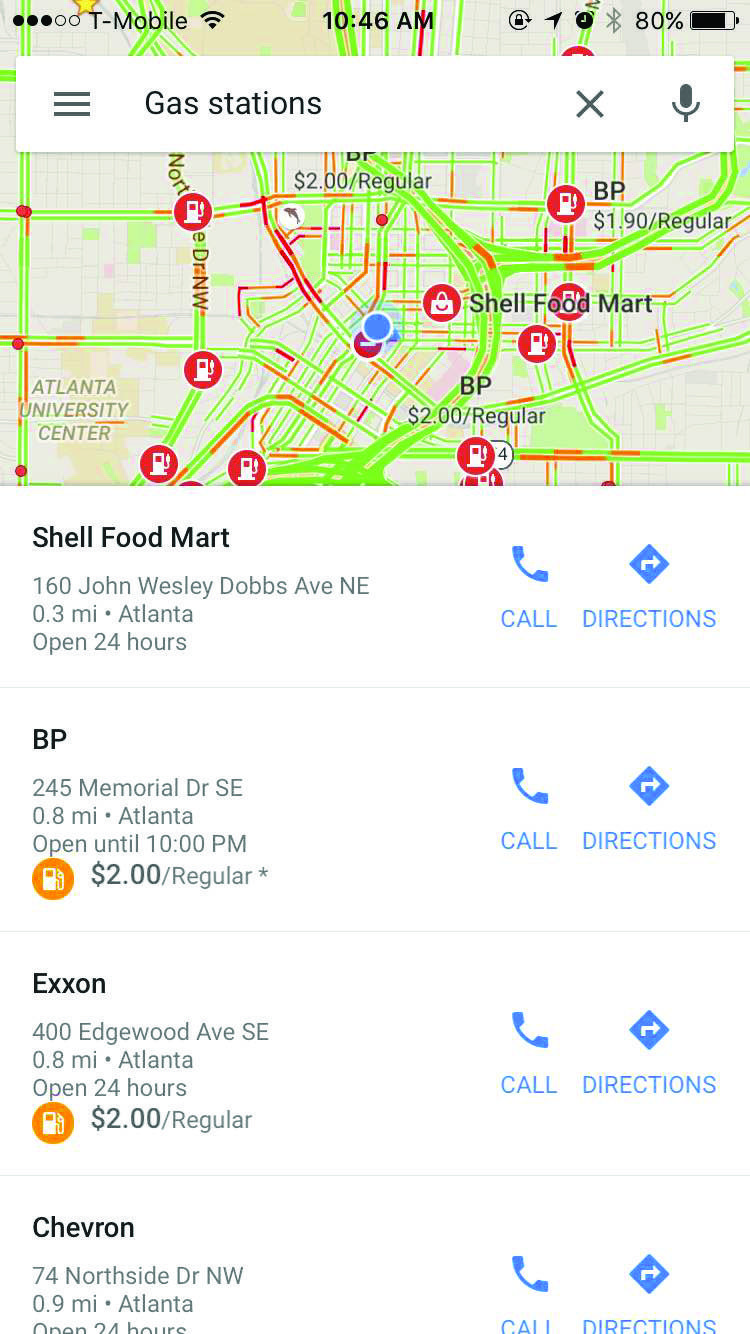 T-Mobile 10:46 AM 80%
Gas stations
BP
$2.00/Regular
BP
$1.90/Regular
Dr NW
Shell Food Mart
ATLANTA
UNIVERSITY
CENTER
BP
$2.00/Regular
4
Shell Food Mart
160 John Wesley Dobbs Ave NE
0.3 mi • Atlanta
Open 24 hours
CALL DIRECTIONS
BP
245 Memorial Dr SE
0.8 mi • Atlanta
Open until 10:00 PM
$2.00/Regular *
CALL DIRECTIONS
Exxon
400 Edgewood Ave SE
0.8 mi • Atlanta
Open 24 hours
$2.00/Regular
CALL DIRECTIONS
Chevron
74 Northside Dr NW
0.9 mi • Atlanta
Open 24 hours
CALL DIRECTIONS